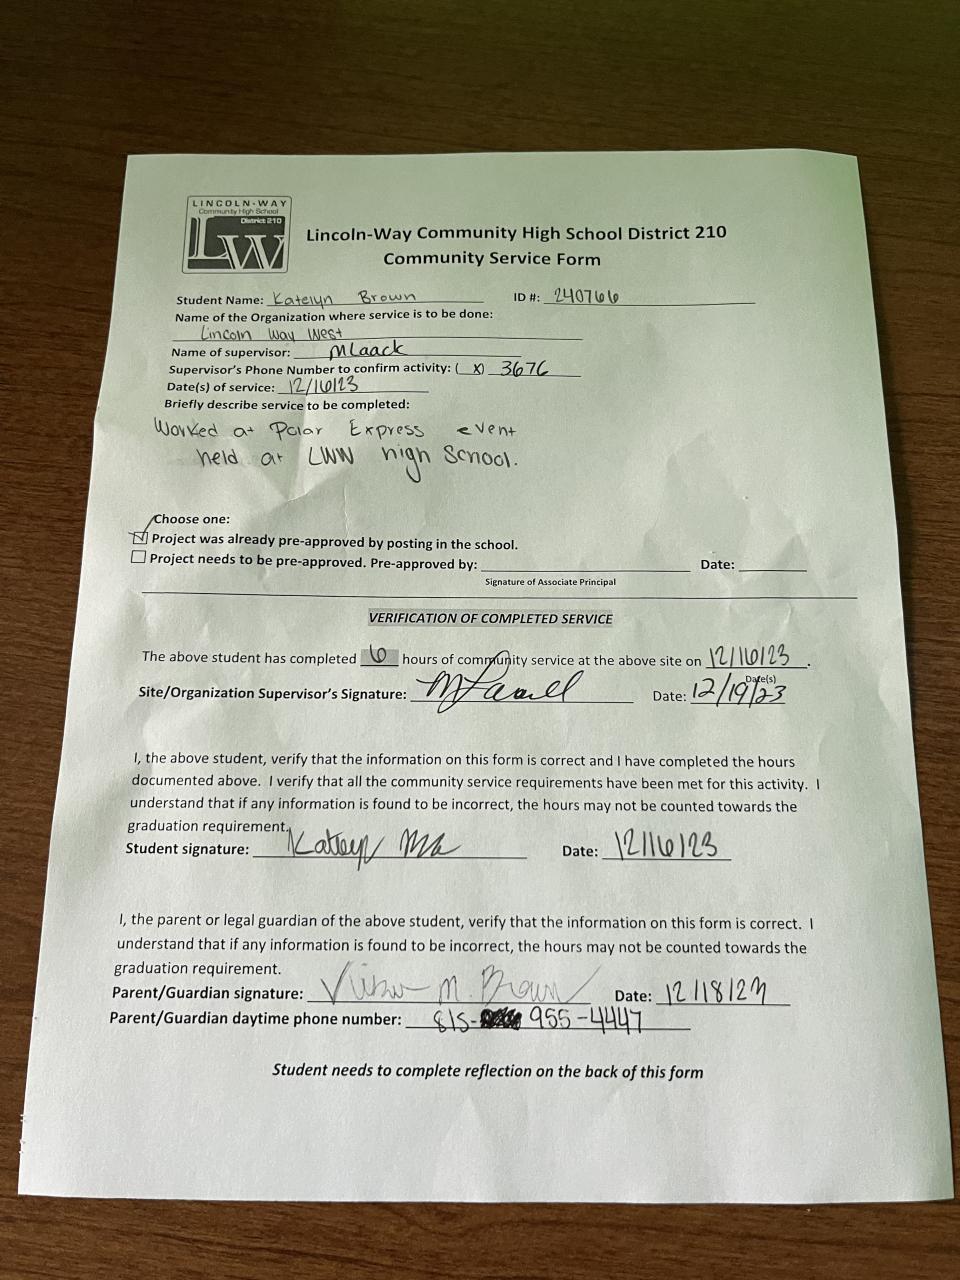 LINCOLN-WAY
Community High School
District 210
LW
Lincoln-Way Community High School District 210
Community Service Form
Student Name: Katelyn Brown ID #: 240766
Name of the Organization where service is to be done:
Lincoln Way West
Name of supervisor: MLaack
Supervisor's Phone Number to confirm activity: ( X) 3676
Date(s) of service: 12/16/23
Briefly describe service to be completed:
Worked at Polar Express event
held at LWW high school.
Choose one:
Project was already pre-approved by posting in the school.
Project needs to be pre-approved. Pre-approved by: Date:
Signature of Associate Principal
VERIFICATION OF COMPLETED SERVICE
The above student has completed 6 hours of community service at the above site on 12/16/23.
Date(s)
Site/Organization Supervisor's Signature: Date: 12/19/23
I, the above student, verify that the information on this form is correct and I have completed the hours
documented above. I verify that all the community service requirements have been met for this activity. I
understand that if any information is found to be incorrect, the hours may not be counted towards the
graduation requirement.
Student signature: Katelyn Date: 12/16/23
I, the parent or legal guardian of the above student, verify that the information on this form is correct. I
understand that if any information is found to be incorrect, the hours may not be counted towards the
graduation requirement.
Parent/Guardian signature: M. Brown Date: 12/18/23
Parent/Guardian daytime phone number: 815- 955-4447
Student needs to complete reflection on the back of this form